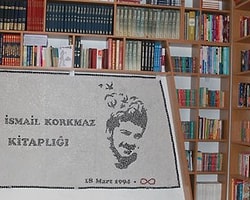 İSMAİL KORKMAZ
KİTAPLIĞI
18 Mart 1994 - ∞